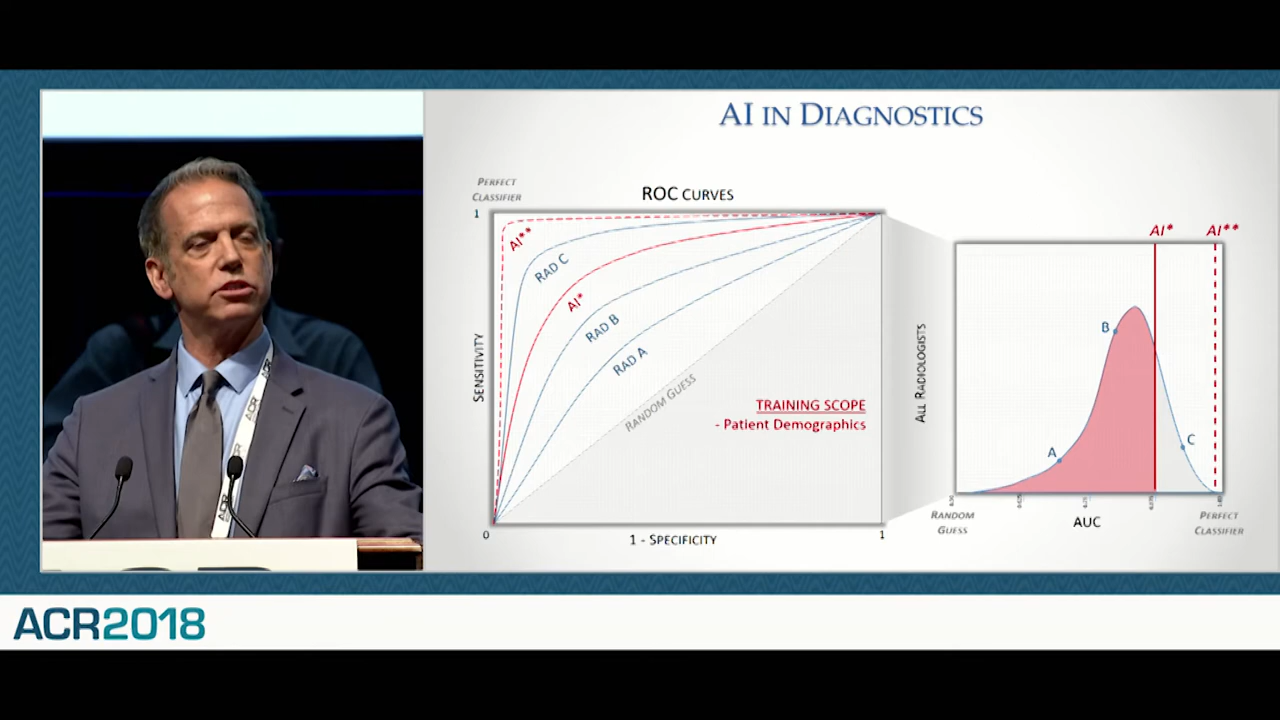 AI IN DIAGNOSTICS
PERFECT
CLASSIFIER
ROC CURVES
1
AI**
RAD C
AI*
RAD B
RAD A
RANDOM GUESS
SENSITIVITY
TRAINING SCOPE
- Patient Demographics
0
1 - SPECIFICITY
1
AI*
AI**
B
A
C
ALL RADIOLOGISTS
AUC
RANDOM
GUESS
PERFECT
CLASSIFIER
ACR
ACR
ACR2018